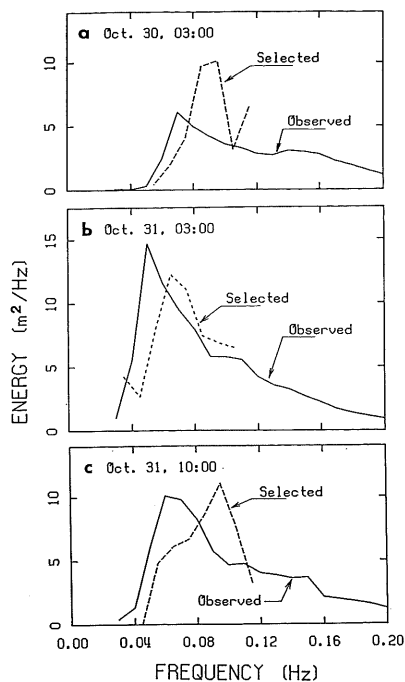 a Oct. 30, 03:00
Selected
Observed
10
5
0
b Oct. 31, 03:00
Selected
Observed
15
10
5
0
ENERGY (m²/Hz)
c Oct. 31, 10:00
Selected
Observed
10
5
0
0.00 0.04 0.08 0.12 0.16 0.20
FREQUENCY (Hz)